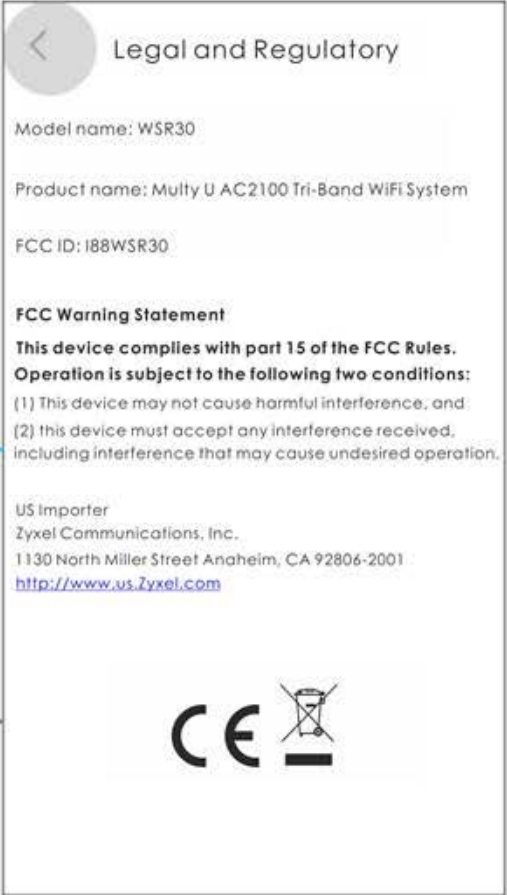 Legal and Regulatory
Model name: WSR30
Product name: Multy U AC2100 Tri-Band WiFi System
FCC ID: I88WSR30
FCC Warning Statement
This device complies with part 15 of the FCC Rules.
Operation is subject to the following two conditions:
(1) This device may not cause harmful interference, and
(2) this device must accept any interference received,
including interference that may cause undesired operation.
US Importer
Zyxel Communications, Inc.
1130 North Miller Street Anaheim, CA 92806-2001
http://www.us.Zyxel.com
CE